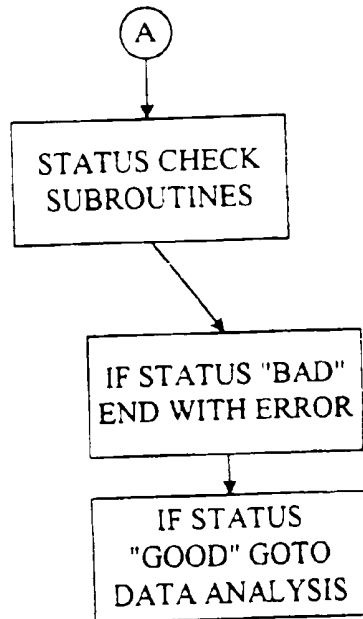 A
STATUS CHECK
SUBROUTINES
IF STATUS "BAD"
END WITH ERROR
IF STATUS
"GOOD" GOTO
DATA ANALYSIS